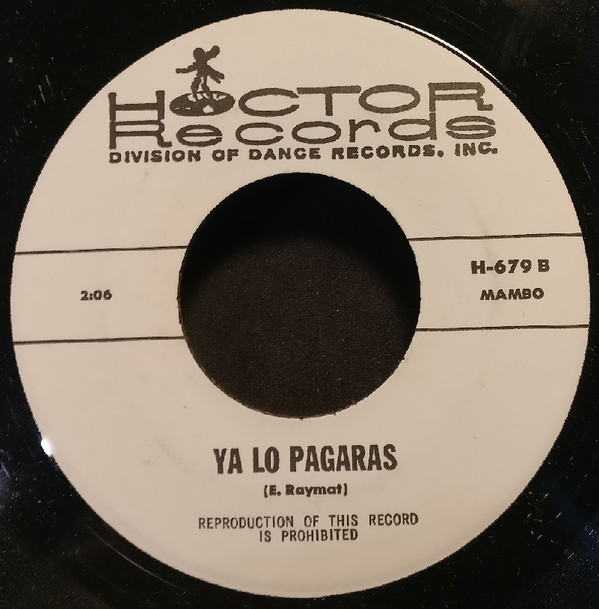 HOCTOR
Records
DIVISION OF DANCE RECORDS, INC.
H-679 B
2:06
MAMBO
YA LO PAGARAS
(E. Raymat)
REPRODUCTION OF THIS RECORD
IS PROHIBITED